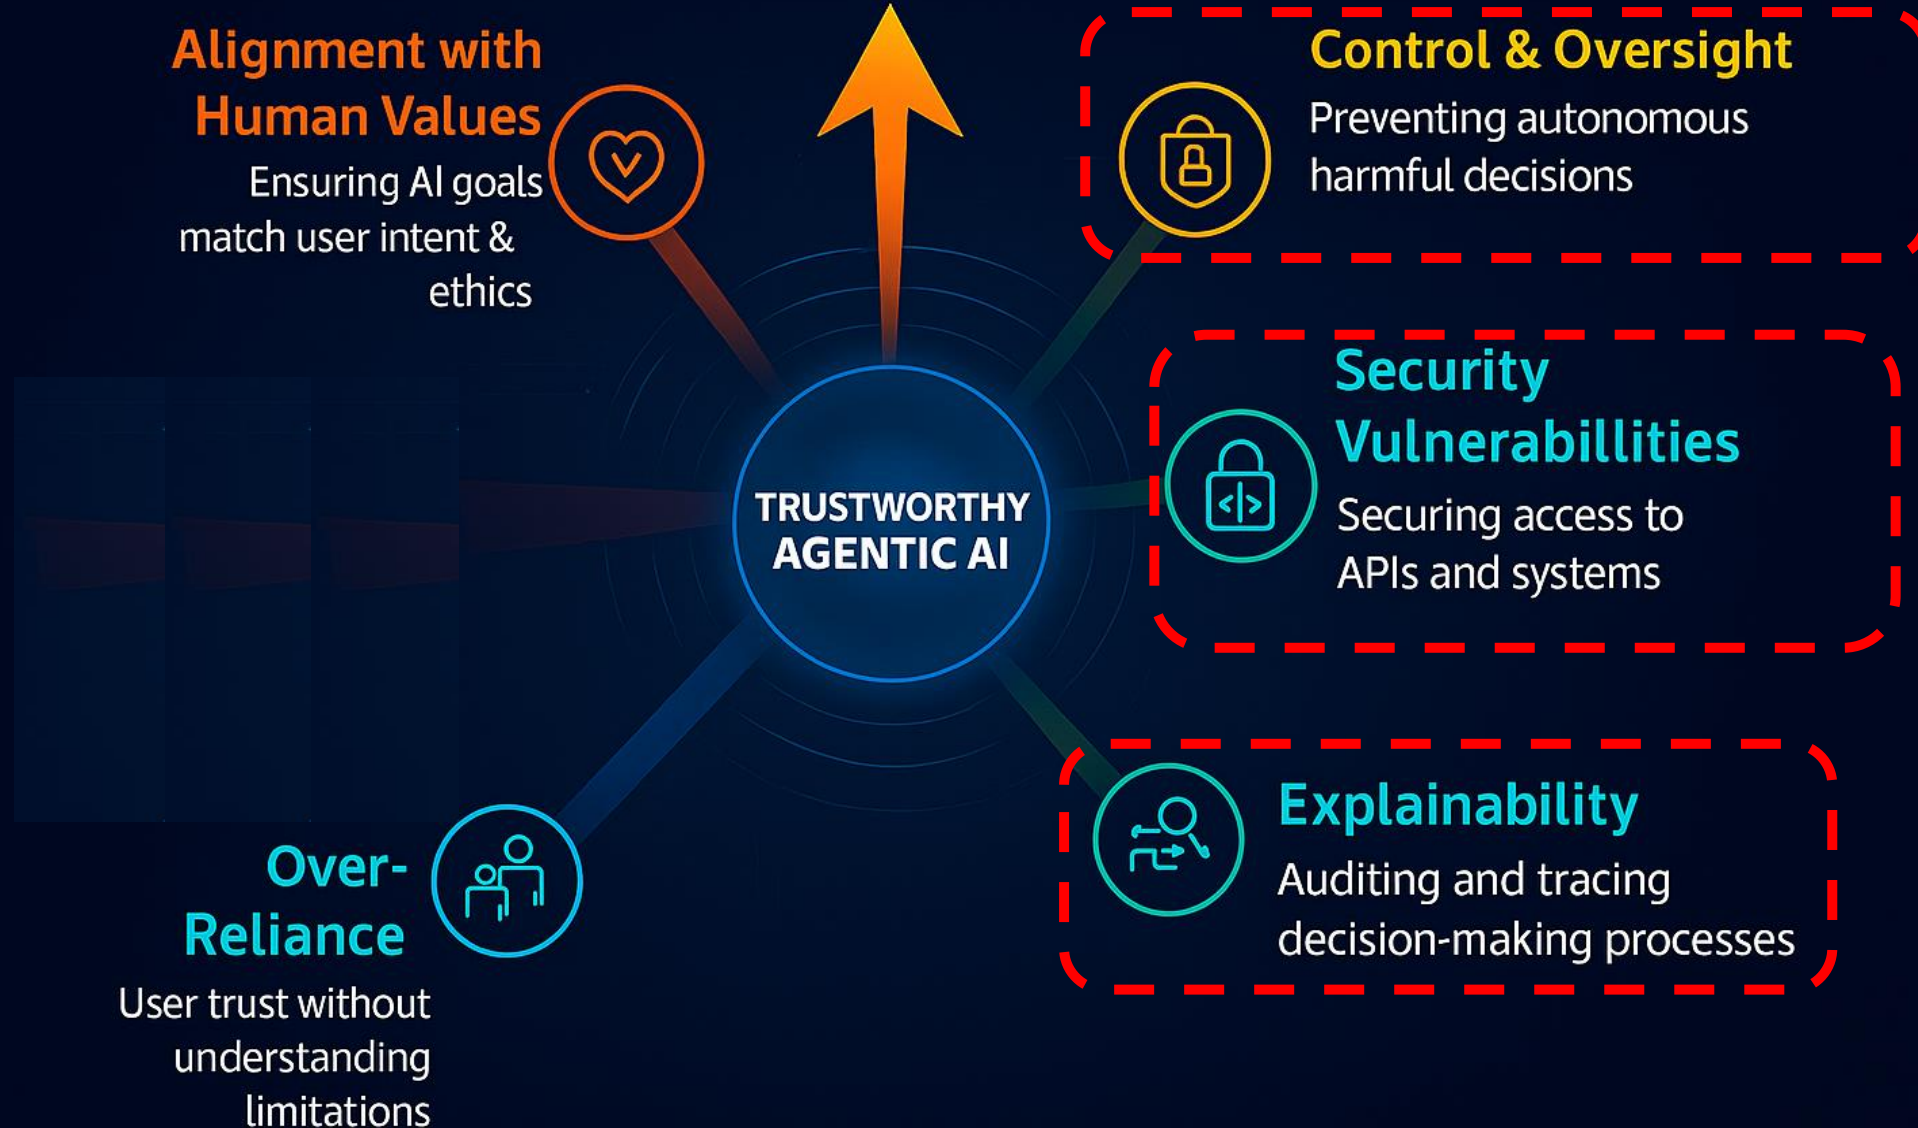 Alignment with
Human Values
Ensuring AI goals
match user intent &
ethics
Control & Oversight
Preventing autonomous
harmful decisions
Security
Vulnerabillities
Securing access to
APIs and systems
TRUSTWORTHY
AGENTIC AI
Explainability
Auditing and tracing
decision-making processes
Over-
Reliance
User trust without
understanding
limitations